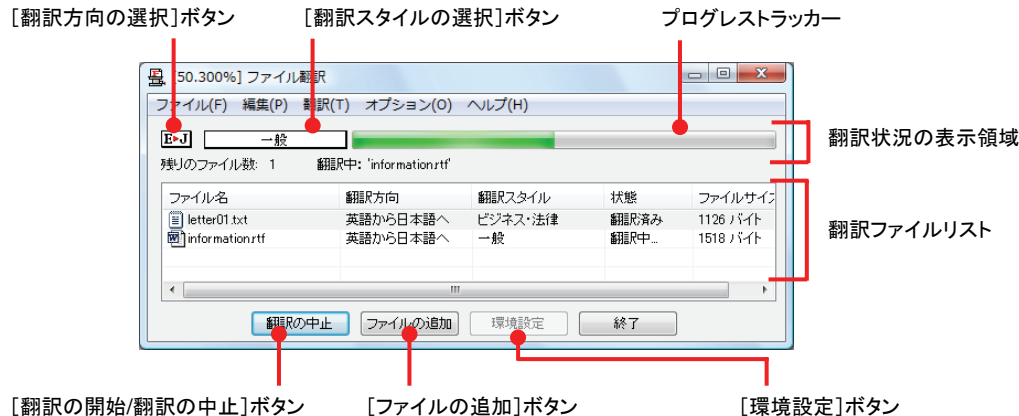 [翻訳方向の選択]ボタン [翻訳スタイルの選択]ボタン プログレストラッカー
[50.300%] ファイル翻訳
ファイル(F) 編集(P) 翻訳(T) オプション(O) ヘルプ(H)
E▶J 一般
翻訳状況の表示領域
残りのファイル数: 1 翻訳中: 'information.rtf'
ファイル名 翻訳方向 翻訳スタイル 状態 ファイルサイズ
letter01.txt 英語から日本語へ ビジネス・法律 翻訳済み 1126 バイト
information.rtf 英語から日本語へ 一般 翻訳中... 1518 バイト
翻訳ファイルリスト
翻訳の中止 ファイルの追加 環境設定 終了
[翻訳の開始/翻訳の中止]ボタン [ファイルの追加]ボタン [環境設定]ボタン